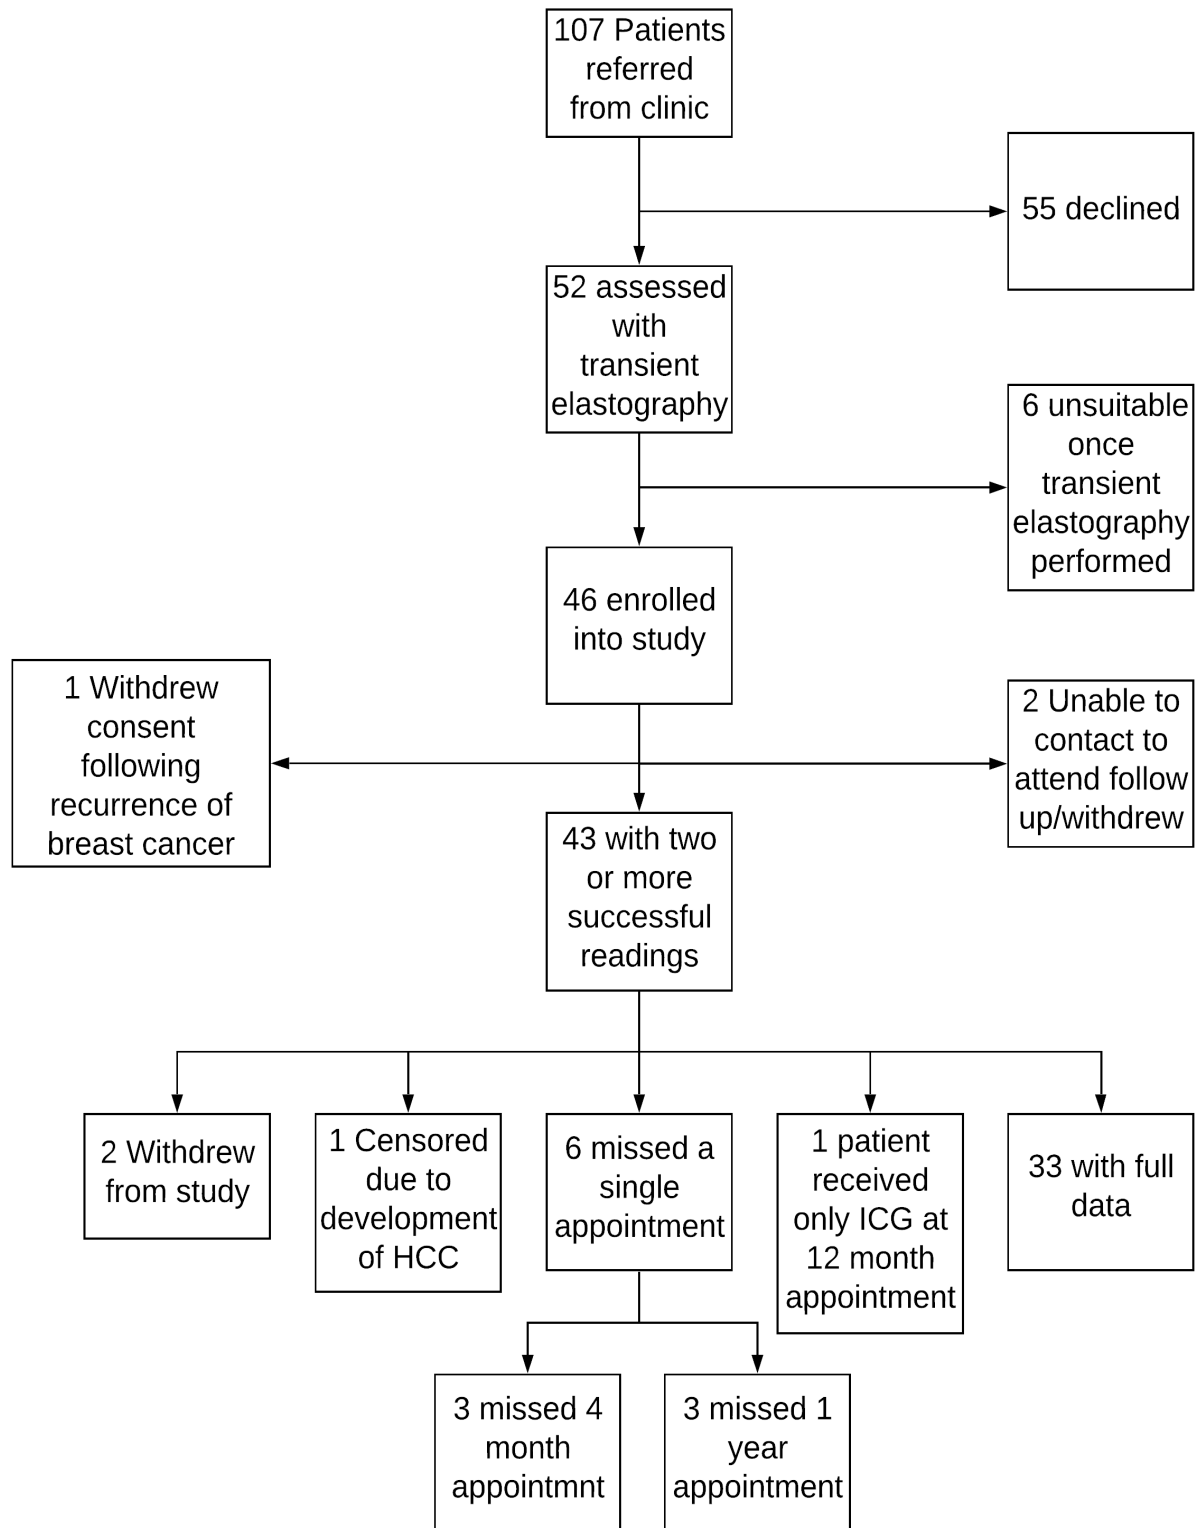 107 Patients
referred
from clinic
55 declined
52 assessed
with
transient
elastography
6 unsuitable
once
transient
elastography
performed
46 enrolled
into study
1 Withdrew
consent
following
recurrence of
breast cancer
2 Unable to
contact to
attend follow
up/withdrew
43 with two
or more
successful
readings
2 Withdrew
from study
1 Censored
due to
development
of HCC
6 missed a
single
appointment
1 patient
received
only ICG at
12 month
appointment
33 with full
data
3 missed 4
month
appointmnt
3 missed 1
year
appointment